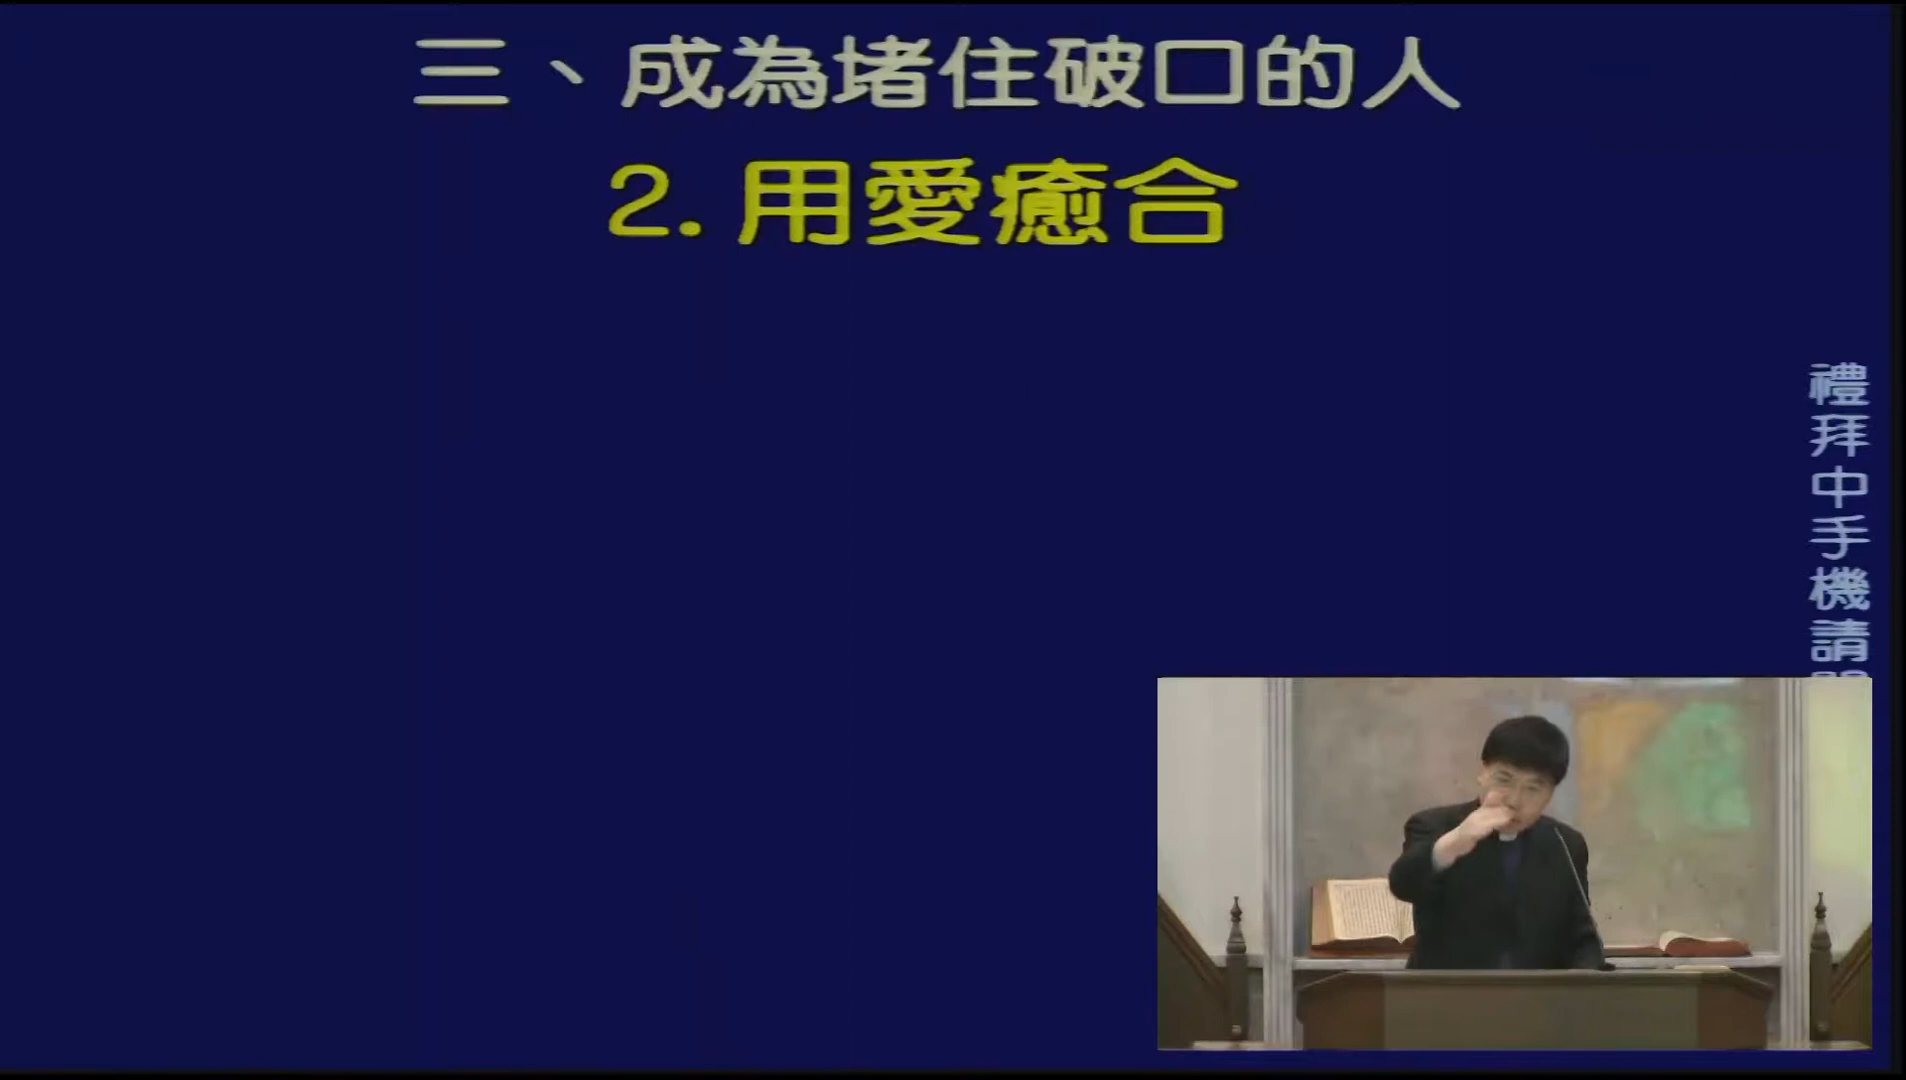 三、成為堵住破口的人
2. 用愛癒合
禮拜中手機請